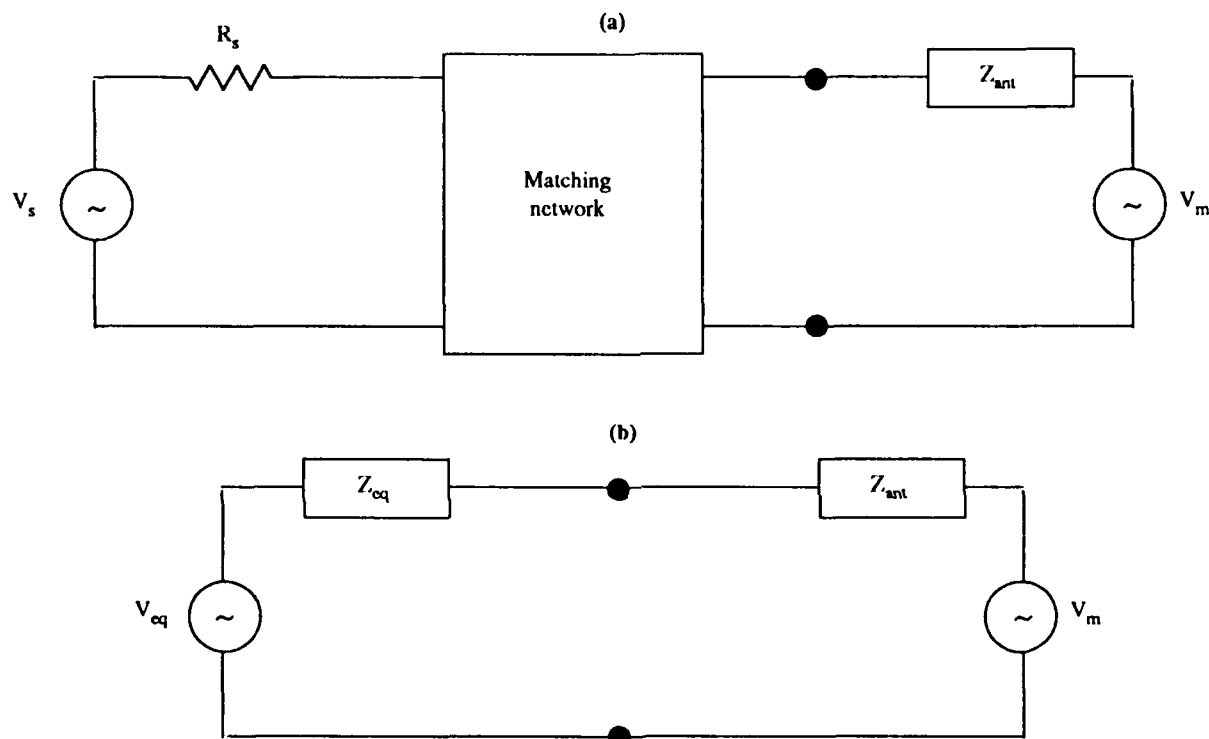 (a)
R_s
Z_ant
V_s
~
Matching
network
~
V_m
(b)
Z_eq
Z_ant
V_eq
~
~
V_m